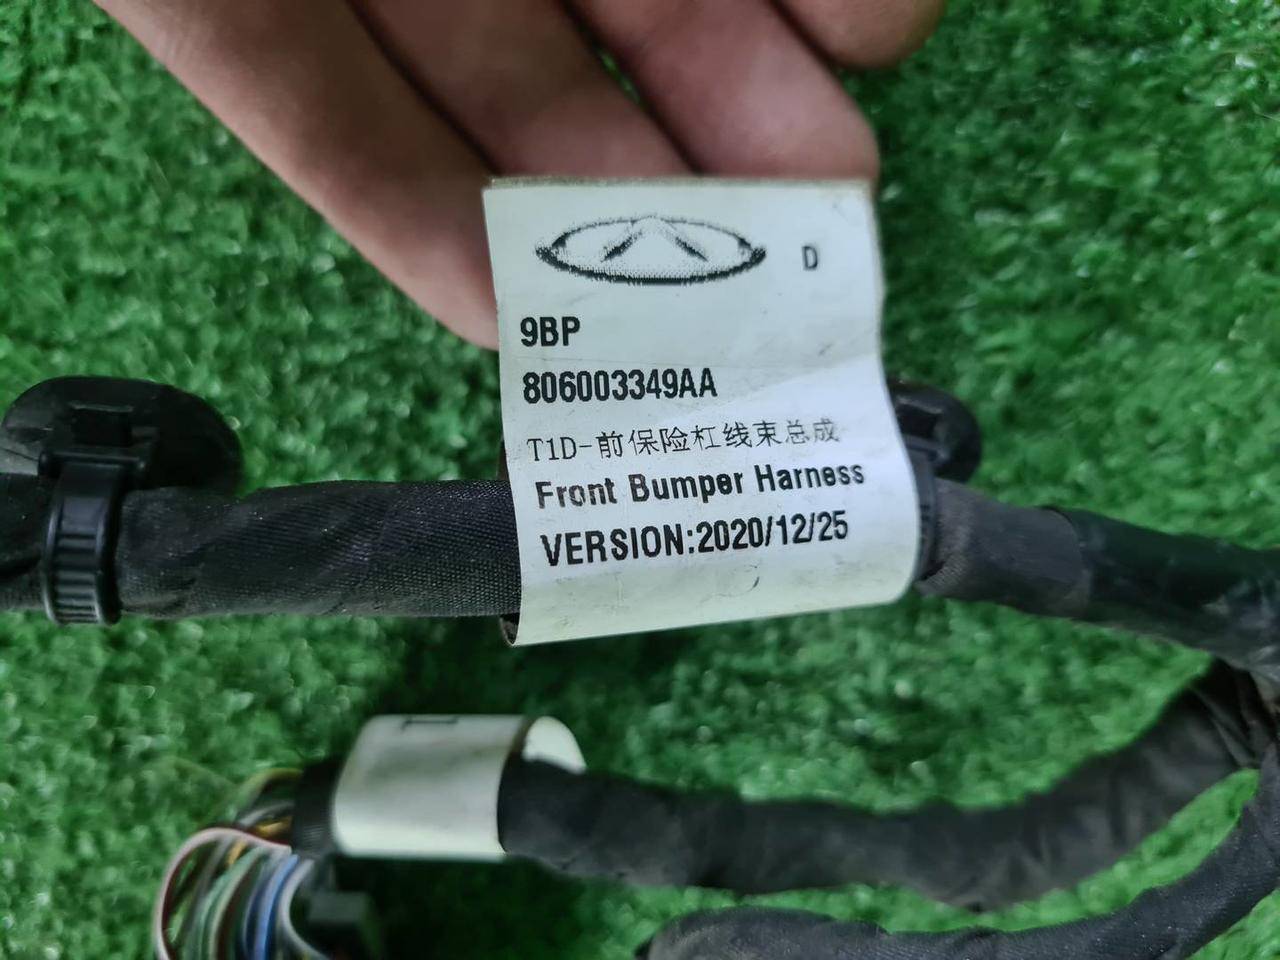 D
9BP
806003349AA
T1D-前保险杠线束总成
Front Bumper Harness
VERSION:2020/12/25